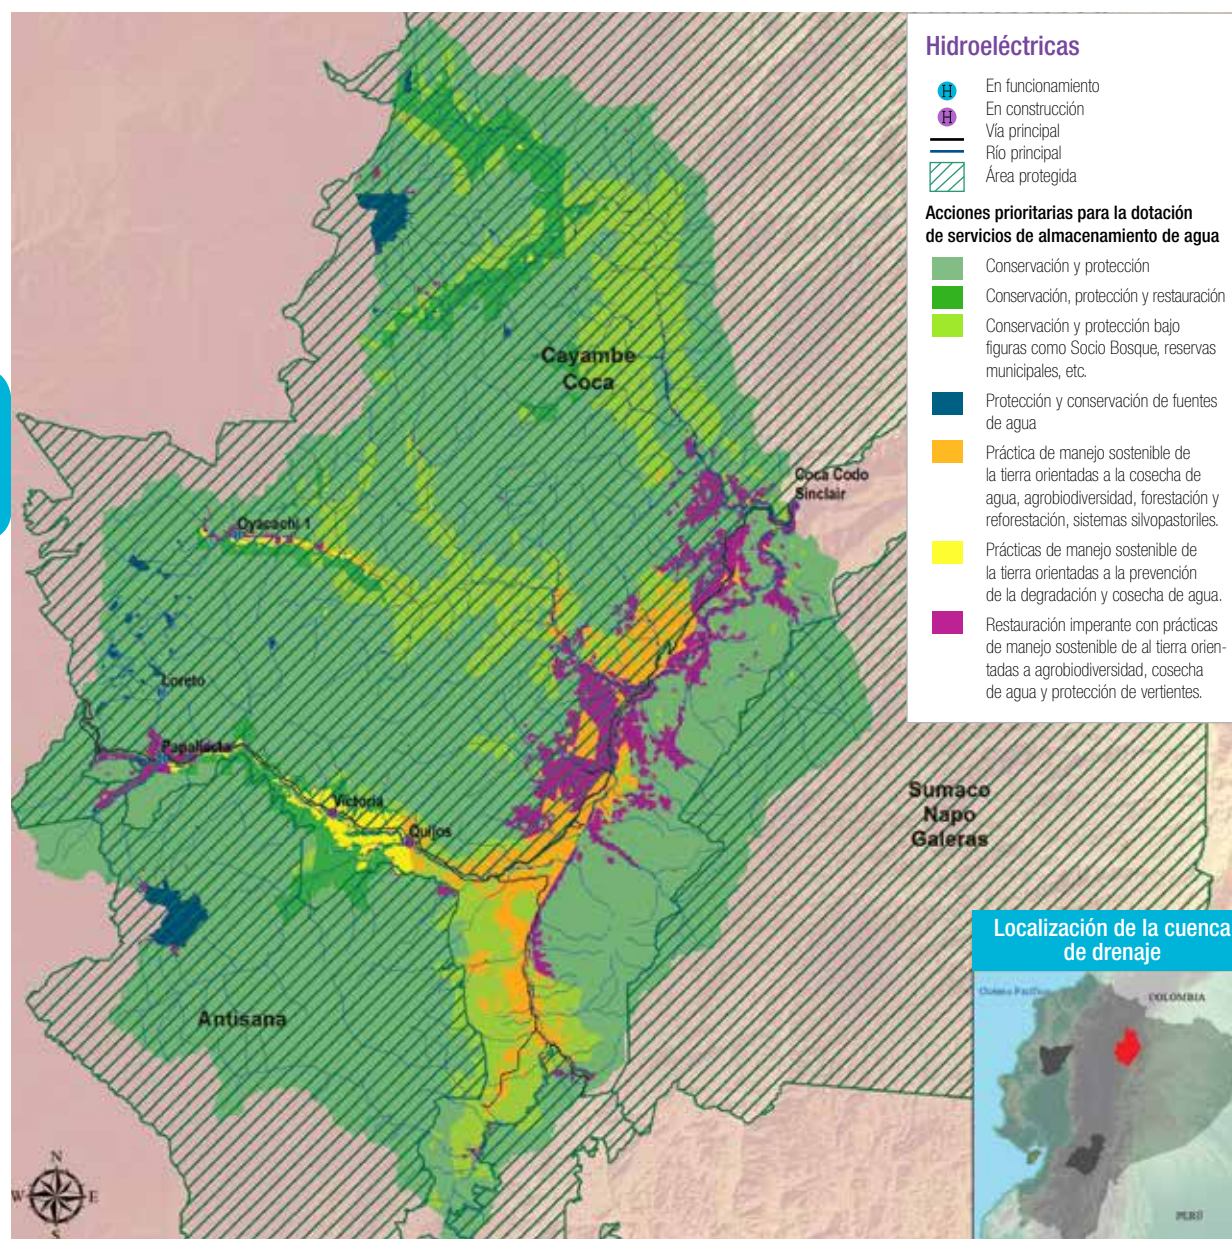 Hidroeléctricas
H
En funcionamiento
H
En construcción
Vía principal
Río principal
Área protegida
Acciones prioritarias para la dotación
de servicios de almacenamiento de agua
Conservación y protección
Conservación, protección y restauración
Conservación y protección bajo
figuras como Socio Bosque, reservas
municipales, etc.
Protección y conservación de fuentes
de agua
Práctica de manejo sostenible de
la tierra orientadas a la cosecha de
agua, agrobiodiversidad, forestación y
reforestación, sistemas silvopastoriles.
Prácticas de manejo sostenible de
la tierra orientadas a la prevención
de la degradación y cosecha de agua.
Restauración imperante con prácticas
de manejo sostenible de al tierra orien-
tadas a agrobiodiversidad, cosecha
de agua y protección de vertientes.
Cayambe
Coca
Coca Codo
Sinclair
Oyacachi 1
Loreto
Papallacta
Victoria
Quijos
Sumaco
Napo
Galeras
Antisana
N
W
E
S
Localización de la cuenca
de drenaje
Océano Pacífico
COLOMBIA
PERÚ